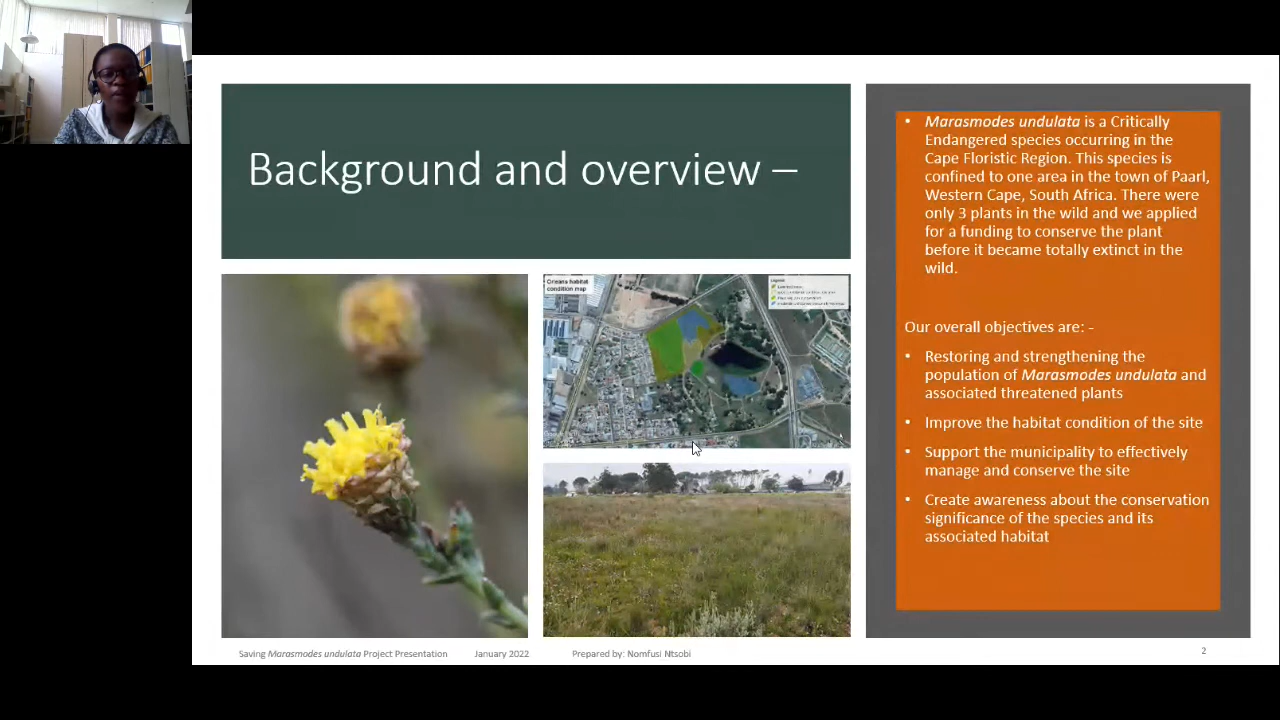 Background and overview –
Oreans habitat
condition map
• Marasmodes undulata is a Critically
Endangered species occurring in the
Cape Floristic Region. This species is
confined to one area in the town of Paarl,
Western Cape, South Africa. There were
only 3 plants in the wild and we applied
for a funding to conserve the plant
before it became totally extinct in the
wild.
Our overall objectives are: -
• Restoring and strengthening the
population of Marasmodes undulata and
associated threatened plants
• Improve the habitat condition of the site
• Support the municipality to effectively
manage and conserve the site
• Create awareness about the conservation
significance of the species and its
associated habitat
Saving Marasmodes undulata Project Presentation January 2022 Prepared by: Nomfusi Ntsobi 2